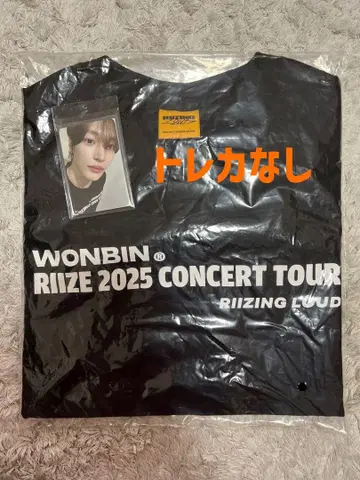 トレカなし
WONBIN ®
RIIZE 2025 CONCERT TOUR
RIIZING LOUD